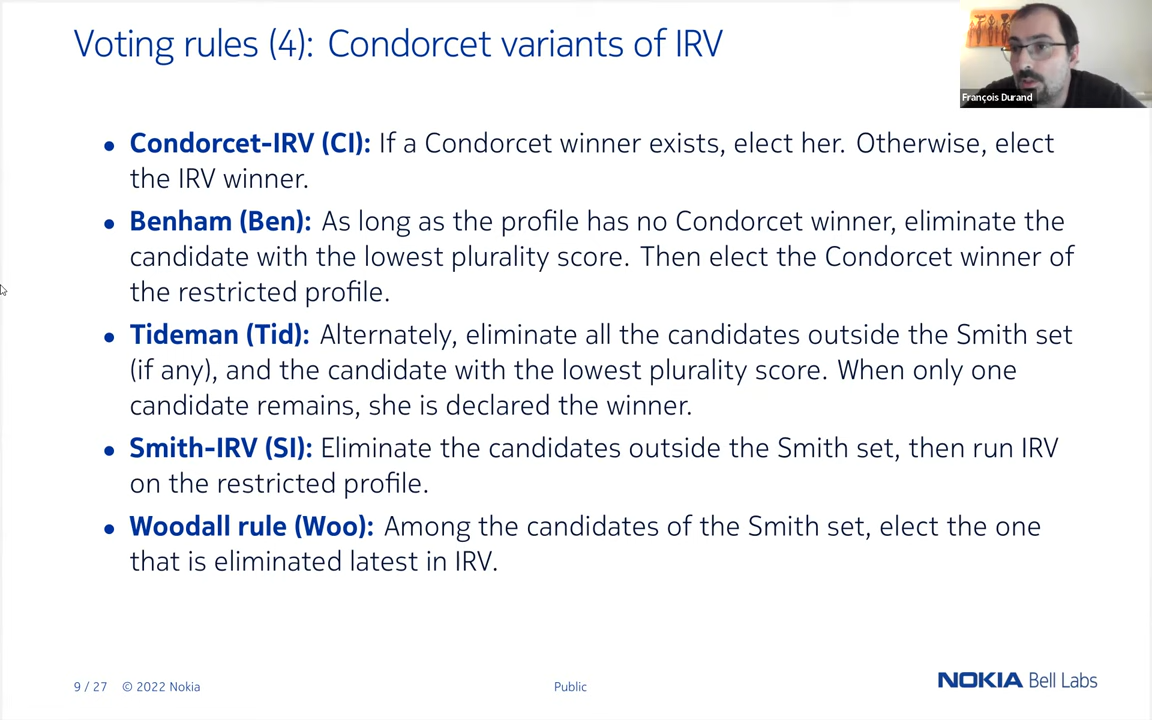 Voting rules (4): Condorcet variants of IRV
François Durand
• Condorcet-IRV (CI): If a Condorcet winner exists, elect her. Otherwise, elect
the IRV winner.
• Benham (Ben): As long as the profile has no Condorcet winner, eliminate the
candidate with the lowest plurality score. Then elect the Condorcet winner of
the restricted profile.
• Tideman (Tid): Alternately, eliminate all the candidates outside the Smith set
(if any), and the candidate with the lowest plurality score. When only one
candidate remains, she is declared the winner.
• Smith-IRV (SI): Eliminate the candidates outside the Smith set, then run IRV
on the restricted profile.
• Woodall rule (Woo): Among the candidates of the Smith set, elect the one
that is eliminated latest in IRV.
9 / 27 © 2022 Nokia
Public
NOKIA Bell Labs